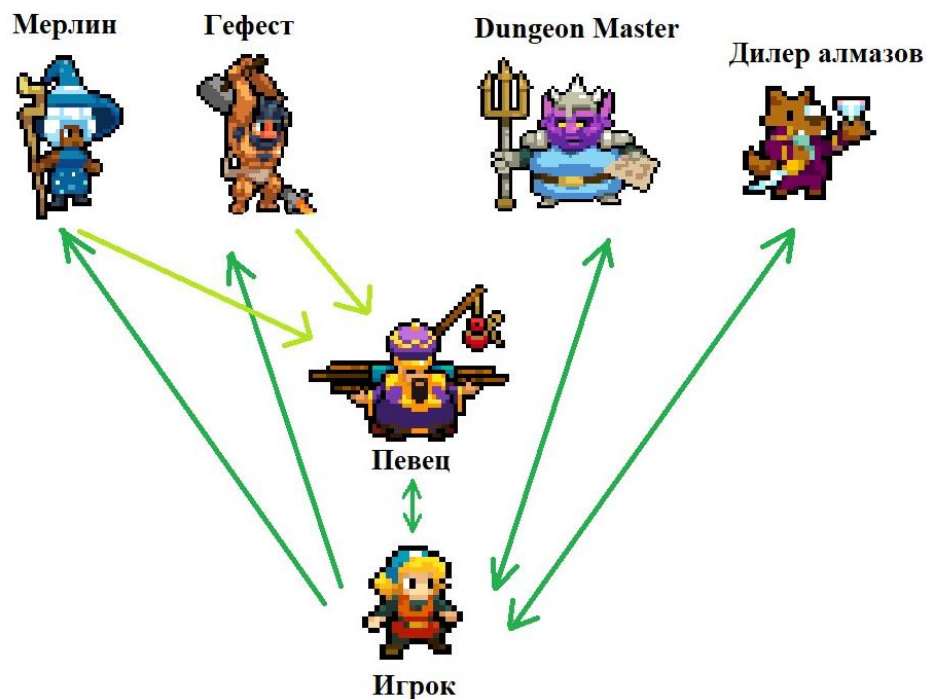 Мерлин
Гефест
Dungeon Master
Дилер алмазов
Певец
Игрок